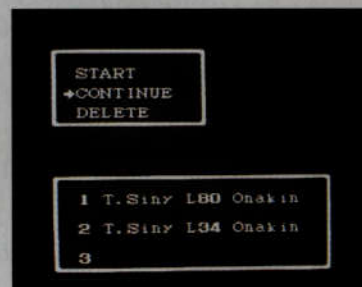 START
→CONTINUE
DELETE
1 T.Siny L80 Onakin
2 T.Siny L34 Onakin
3